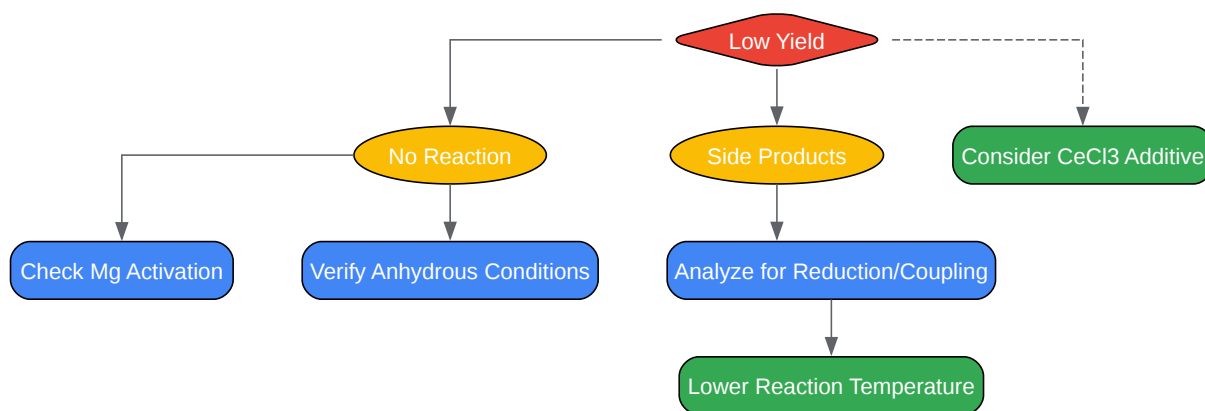 Low Yield
No Reaction
Side Products
Consider CeCl3 Additive
Check Mg Activation
Verify Anhydrous Conditions
Analyze for Reduction/Coupling
Lower Reaction Temperature